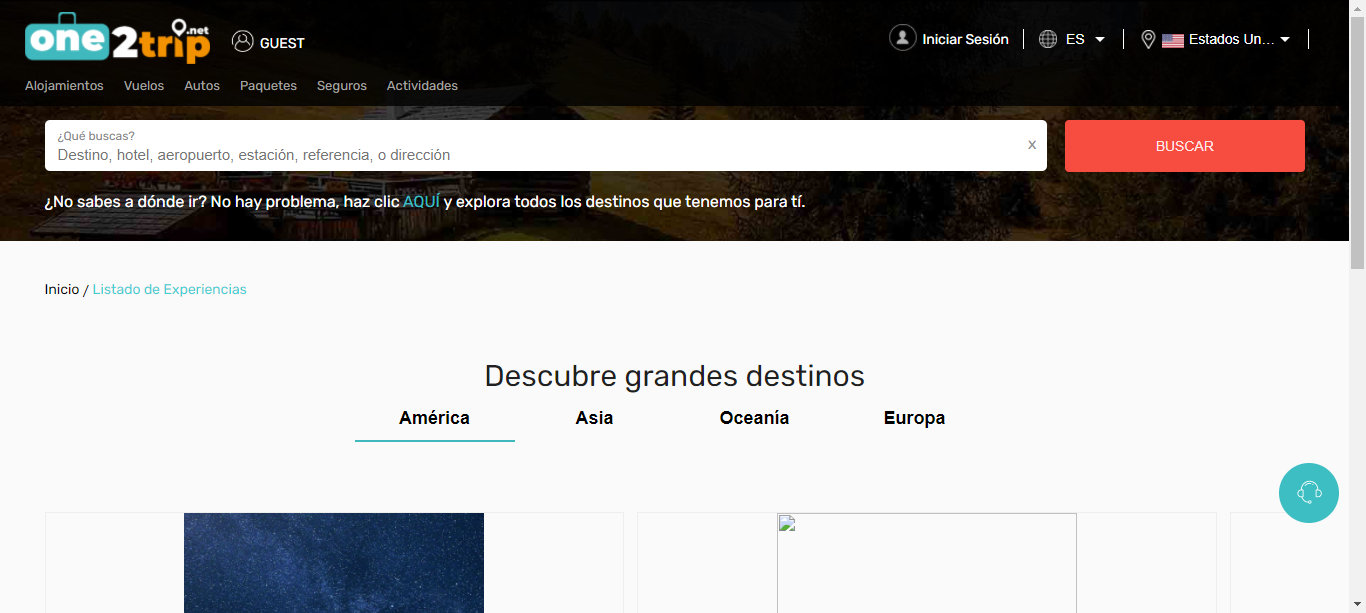 one2trip.net
GUEST
Iniciar Sesión
ES
Estados Un...
Alojamientos
Vuelos
Autos
Paquetes
Seguros
Actividades
¿Qué buscas?
Destino, hotel, aeropuerto, estación, referencia, o dirección
x
BUSCAR
¿No sabes a dónde ir? No hay problema, haz clic AQUÍ y explora todos los destinos que tenemos para tí.
Inicio / Listado de Experiencias
Descubre grandes destinos
América
Asia
Oceanía
Europa